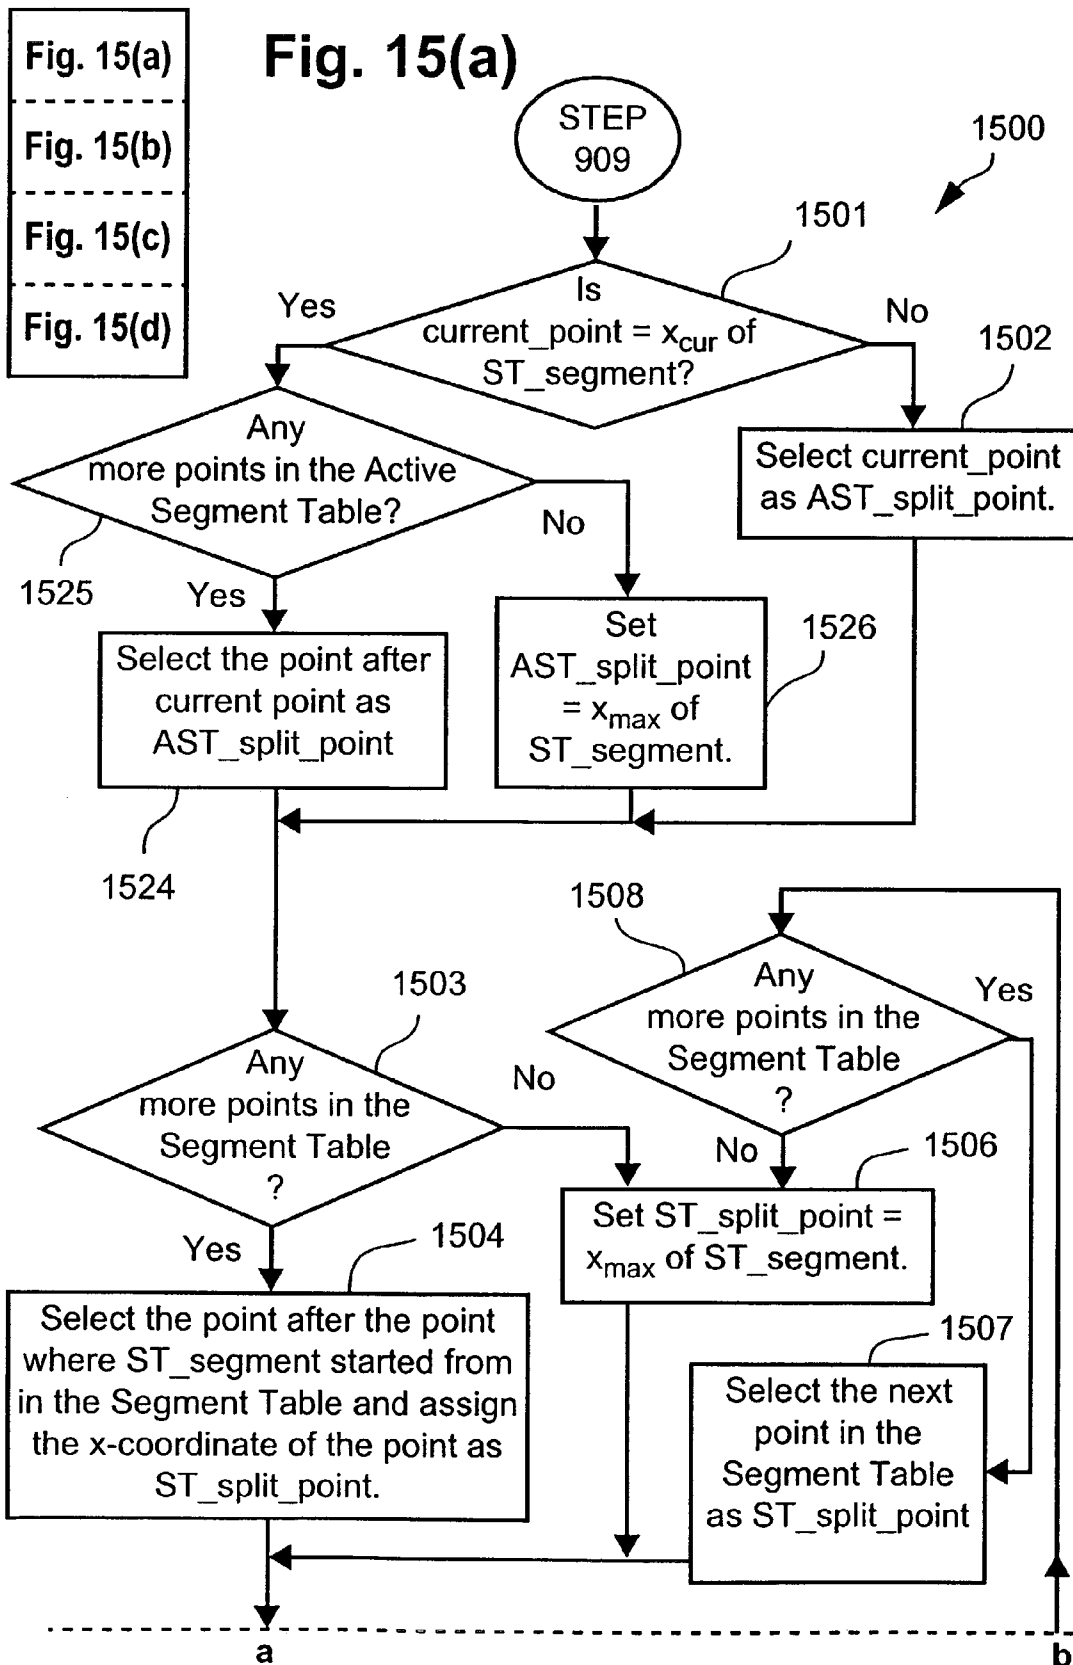 Fig. 15(a)
Fig. 15(b)
Fig. 15(c)
Fig. 15(d)
Fig. 15(a)
STEP
909
1500
1501
Is
current_point = xcur of
ST_segment?
Yes
No
1502
Select current_point
as AST_split_point.
Any
more points in the Active
Segment Table?
No
1525
Yes
1526
Set
AST_split_point
= xmax of
ST_segment.
Select the point after
current point as
AST_split_point
1524
1508
Any
more points in the
Segment Table
?
Yes
1503
Any
more points in the
Segment Table
?
No
No
1506
Set ST_split_point =
xmax of ST_segment.
Yes
1504
Select the point after the point
where ST_segment started from
in the Segment Table and assign
the x-coordinate of the point as
ST_split_point.
1507
Select the next
point in the
Segment Table
as ST_split_point
a
b